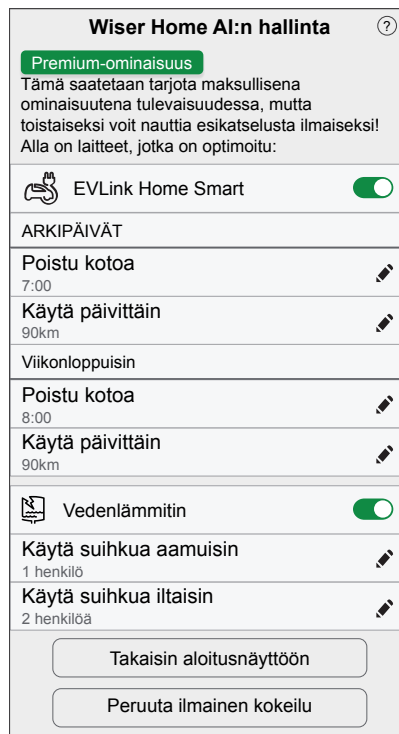 Wiser Home AI:n hallinta
?
Premium-ominaisuus
Tämä saatetaan tarjota maksullisena
ominaisuutena tulevaisuudessa, mutta
toistaiseksi voit nauttia esikatselusta ilmaiseksi!
Alla on laitteet, jotka on optimoitu:
EVLink Home Smart
ARKIPÄIVÄT
Poistu kotoa
7:00
Käytä päivittäin
90km
Viikonloppuisin
Poistu kotoa
8:00
Käytä päivittäin
90km
Vedenlämmitin
Käytä suihkua aamuisin
1 henkilö
Käytä suihkua iltaisin
2 henkilöä
Takaisin aloitusnäyttöön
Peruuta ilmainen kokeilu